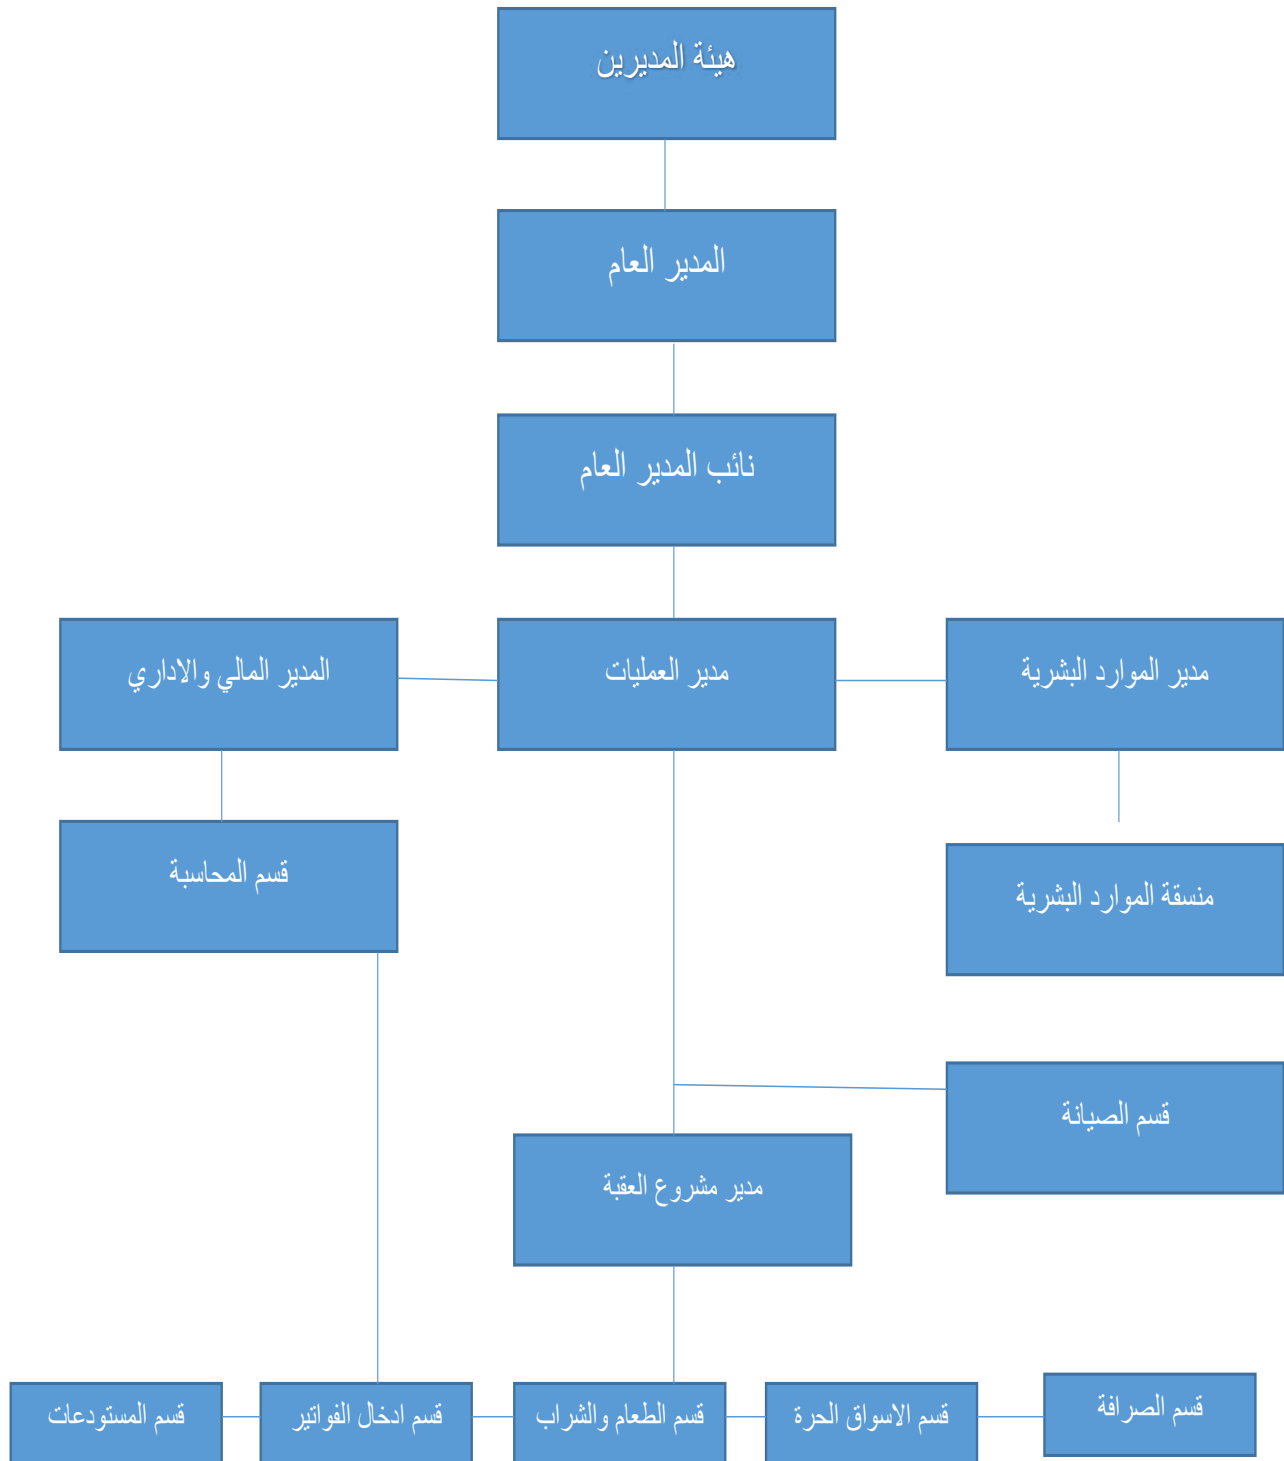 هيئة المديرين
المدير العام
نائب المدير العام
مدير الموارد البشرية
مدير العمليات
المدير المالي والاداري
قسم المحاسبة
منسقة الموارد البشرية
قسم الصيانة
مدير مشروع العقبة
قسم الصرافة
قسم الاسواق الحرة
قسم الطعام والشراب
قسم ادخال الفواتير
قسم المستودعات